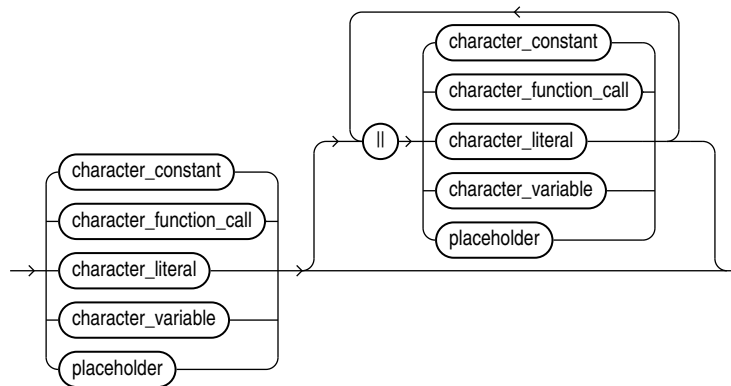 character_constant
character_function_call
character_literal
character_variable
placeholder
||
character_constant
character_function_call
character_literal
character_variable
placeholder